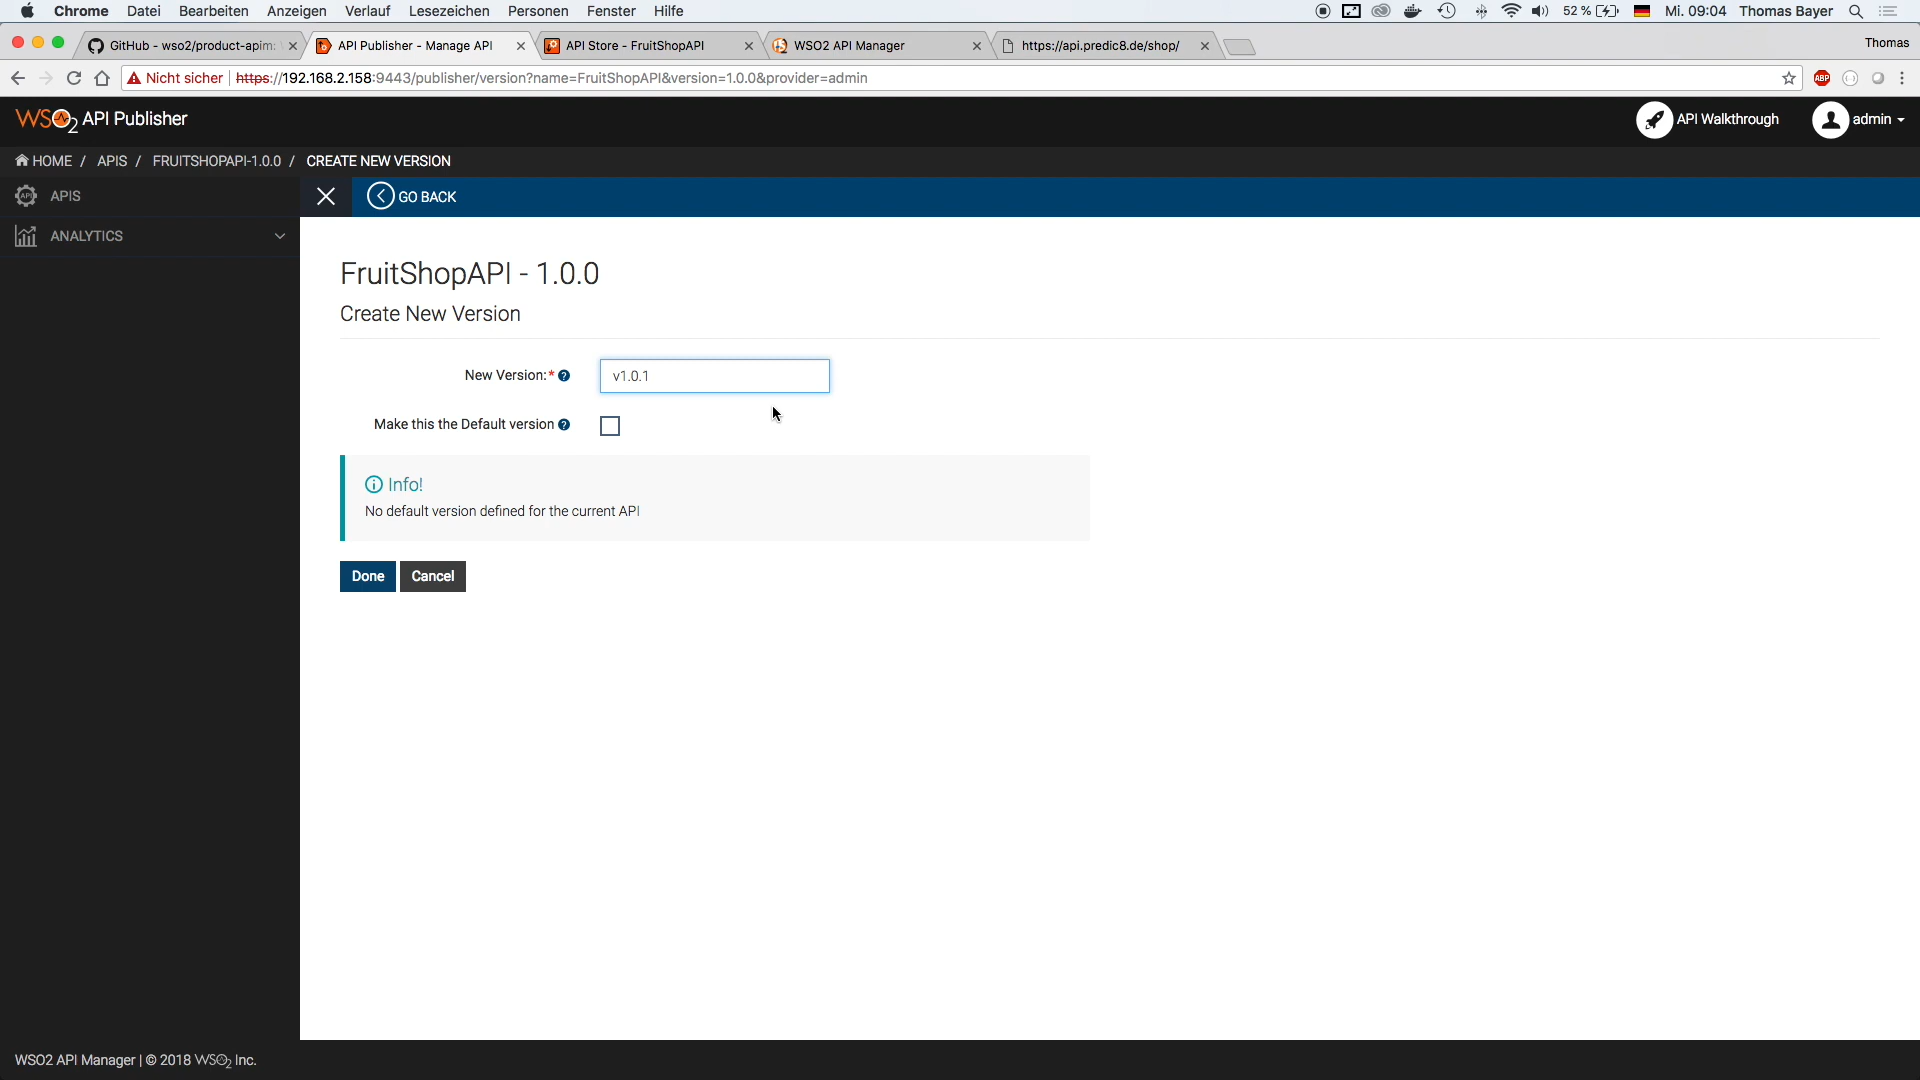 Chrome Datei Bearbeiten Anzeigen Verlauf Lesezeichen Personen Fenster Hilfe 52 % Mi. 09:04 Thomas Bayer
GitHub - wso2/product-apim: API Publisher - Manage API API Store - FruitShopAPI WSO2 API Manager https://api.predic8.de/shop/ Thomas
Nicht sicher https://192.168.2.158:9443/publisher/version?name=FruitShopAPI&version=1.0.0&provider=admin ABP
WSO2 API Publisher API Walkthrough admin
HOME / APIS / FRUITSHOPAPI-1.0.0 / CREATE NEW VERSION
API APIS GO BACK
ANALYTICS
FruitShopAPI - 1.0.0
Create New Version
New Version:* ? v1.0.1
Make this the Default version ?
Info!
No default version defined for the current API
Done Cancel
WSO2 API Manager | © 2018 WSO2 Inc.